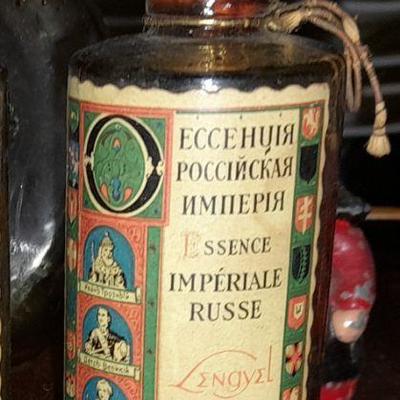 ЕССЕНЦІЯ
РОССІЙСКАЯ
ИМПЕРІЯ
ESSENCE
IMPÉRIALE
RUSSE
LENGYEL